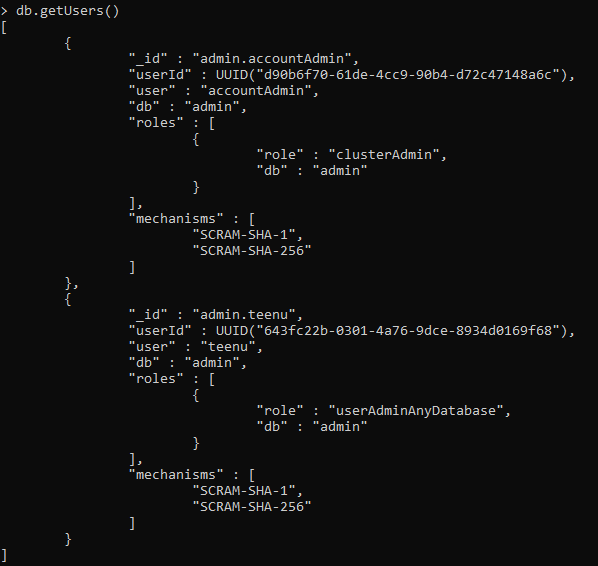 > db.getUsers()
[
        {
                "_id" : "admin.accountAdmin",
                "userId" : UUID("d90b6f70-61de-4cc9-90b4-d72c47148a6c"),
                "user" : "accountAdmin",
                "db" : "admin",
                "roles" : [
                        {
                                "role" : "clusterAdmin",
                                "db" : "admin"
                        }
                ],
                "mechanisms" : [
                        "SCRAM-SHA-1",
                        "SCRAM-SHA-256"
                ]
        },
        {
                "_id" : "admin.teenu",
                "userId" : UUID("643fc22b-0301-4a76-9dce-8934d0169f68"),
                "user" : "teenu",
                "db" : "admin",
                "roles" : [
                        {
                                "role" : "userAdminAnyDatabase",
                                "db" : "admin"
                        }
                ],
                "mechanisms" : [
                        "SCRAM-SHA-1",
                        "SCRAM-SHA-256"
                ]
        }
]